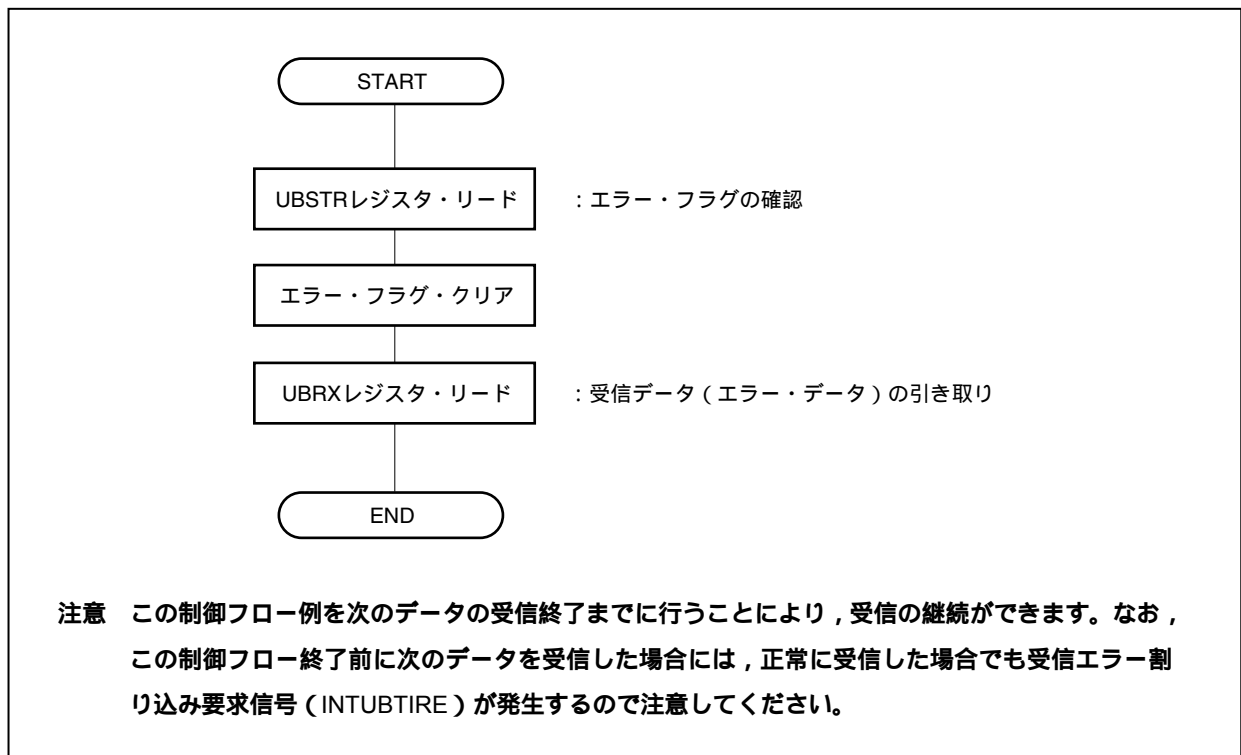 START
UBSTRレジスタ・リード
：エラー・フラグの確認
エラー・フラグ・クリア
UBRXレジスタ・リード
：受信データ（エラー・データ）の引き取り
END
注意　この制御フロー例を次のデータの受信終了までに行うことにより，受信の継続ができます。なお，
この制御フロー終了前に次のデータを受信した場合には，正常に受信した場合でも受信エラー割
り込み要求信号（INTUBTIRE）が発生するので注意してください。